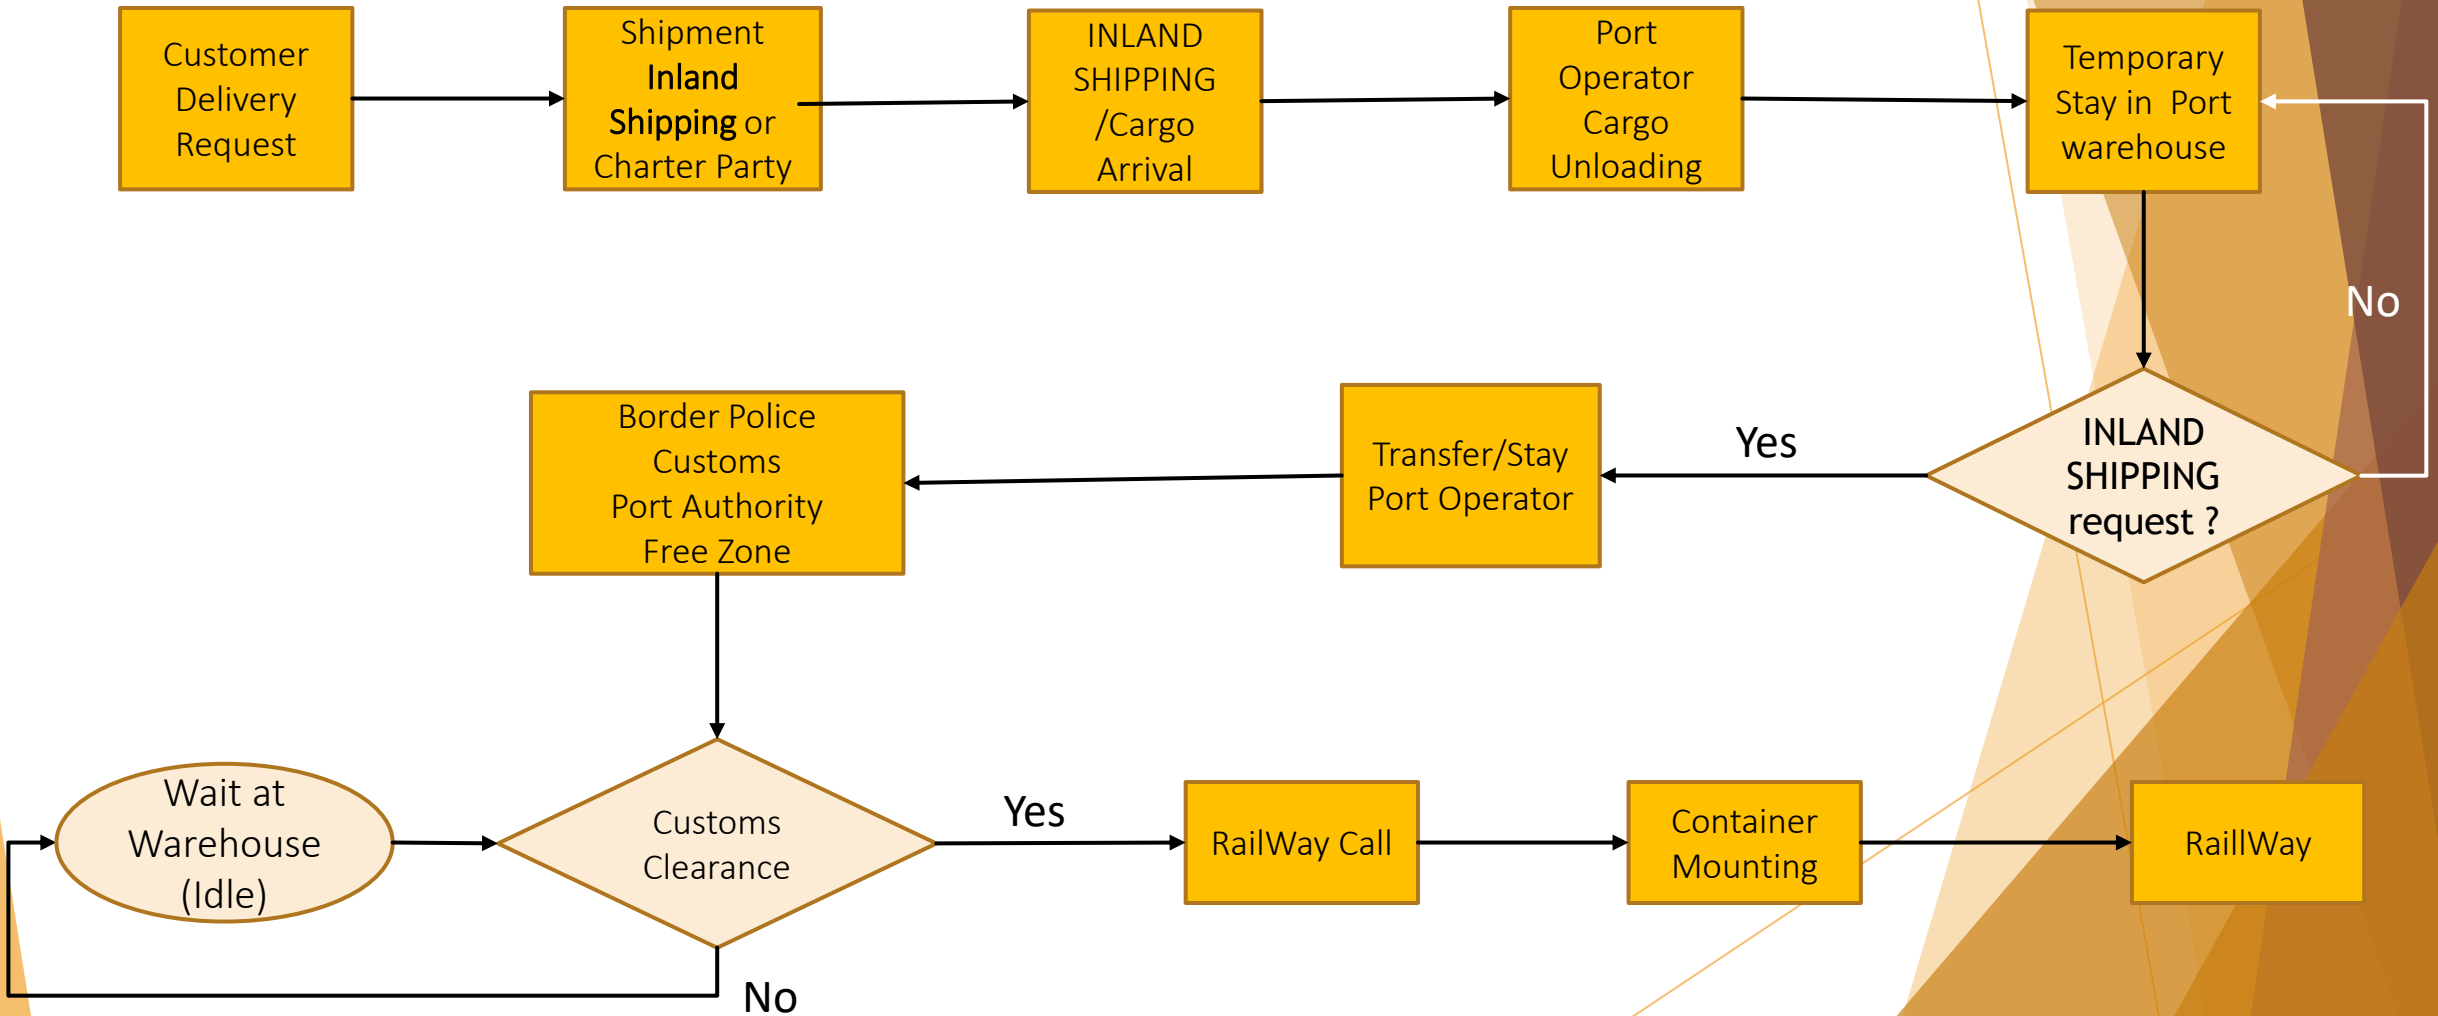 Customer
Delivery
Request
Shipment
Inland
Shipping or
Charter Party
INLAND
SHIPPING
/Cargo
Arrival
Port
Operator
Cargo
Unloading
Temporary
Stay in Port
warehouse
No
INLAND
SHIPPING
request ?
Yes
Transfer/Stay
Port Operator
Border Police
Customs
Port Authority
Free Zone
Wait at
Warehouse
(Idle)
Customs
Clearance
Yes
RailWay Call
Container
Mounting
RaillWay
No